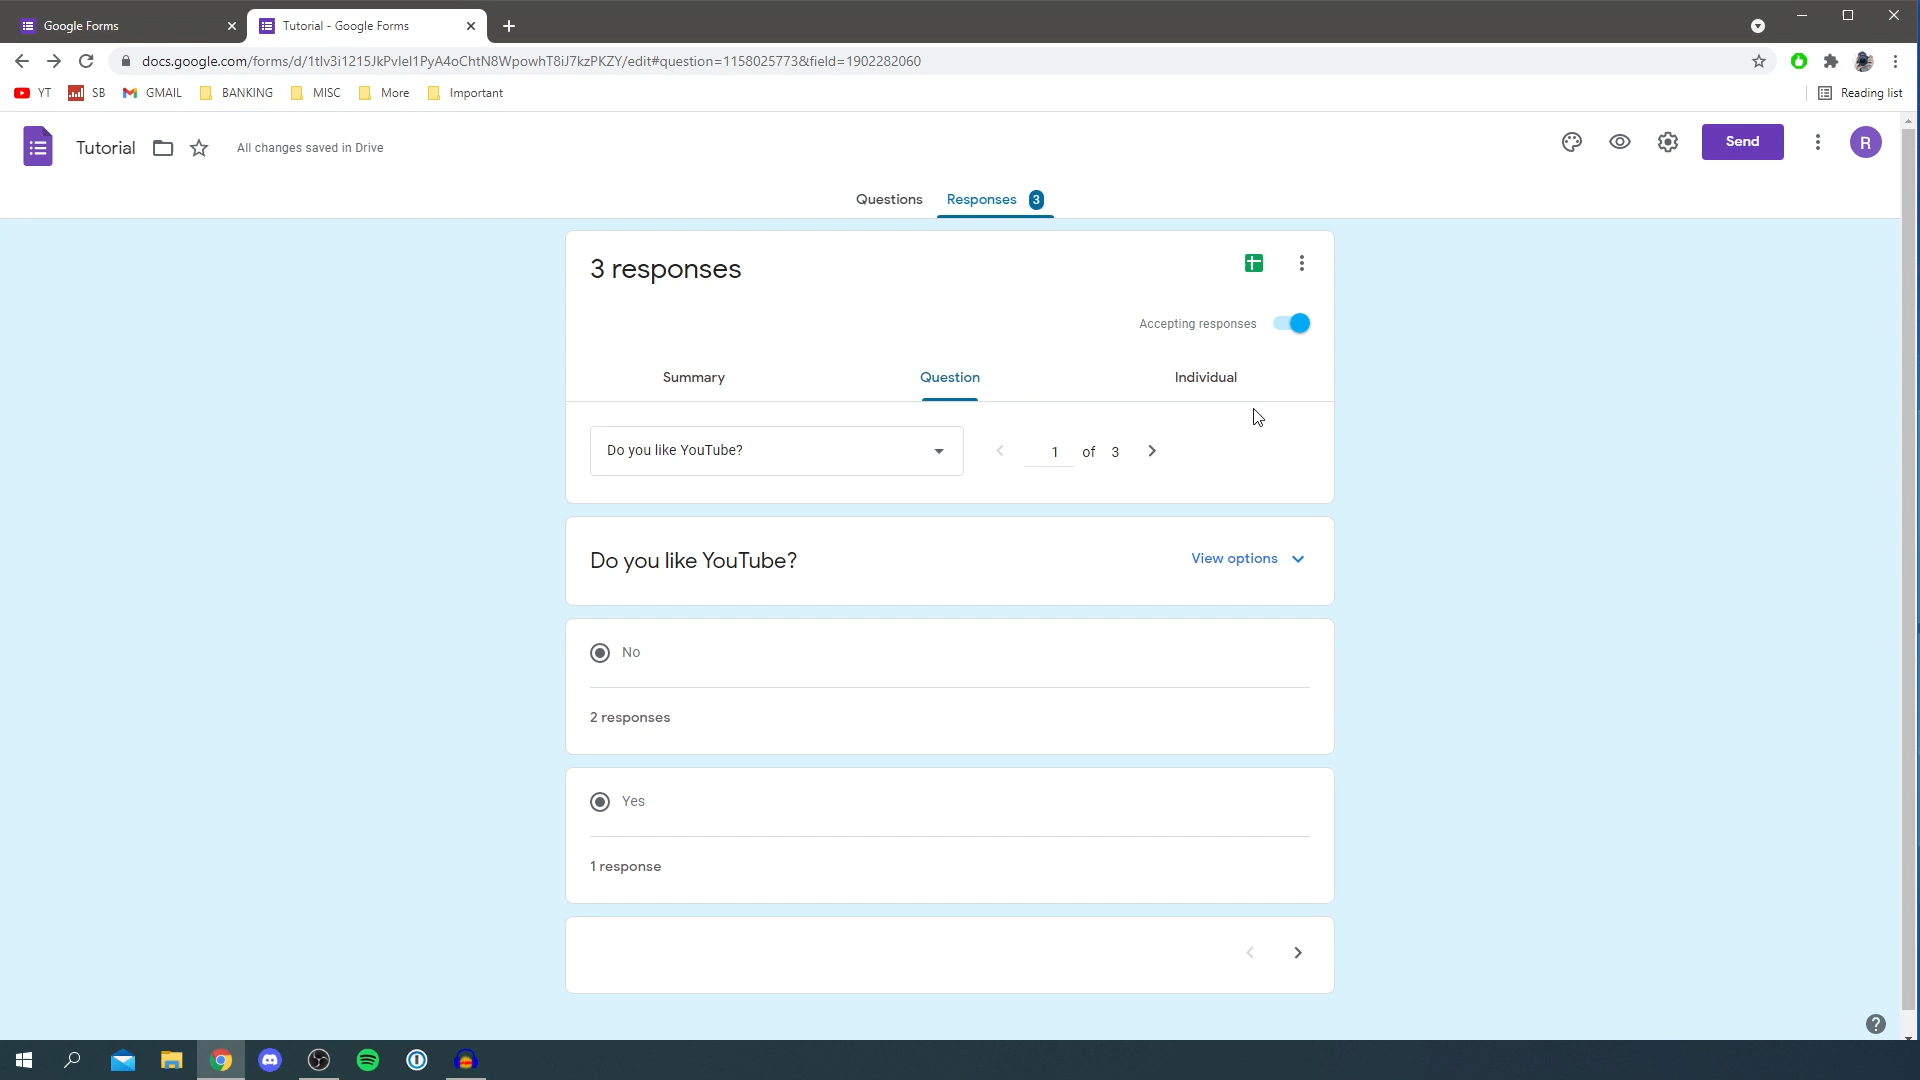 Google Forms
Tutorial - Google Forms
docs.google.com/forms/d/1tlv3i1215JkPvIeI1PyA4oChtN8WpowhT8iJ7kzPKZY/edit#question=1158025773&field=1902282060
YT
SB
GMAIL
BANKING
MISC
More
Important
Reading list
Tutorial
All changes saved in Drive
Send
R
Questions
Responses 3
3 responses
Accepting responses
Summary
Question
Individual
Do you like YouTube?
1 of 3
Do you like YouTube?
View options
No
2 responses
Yes
1 response